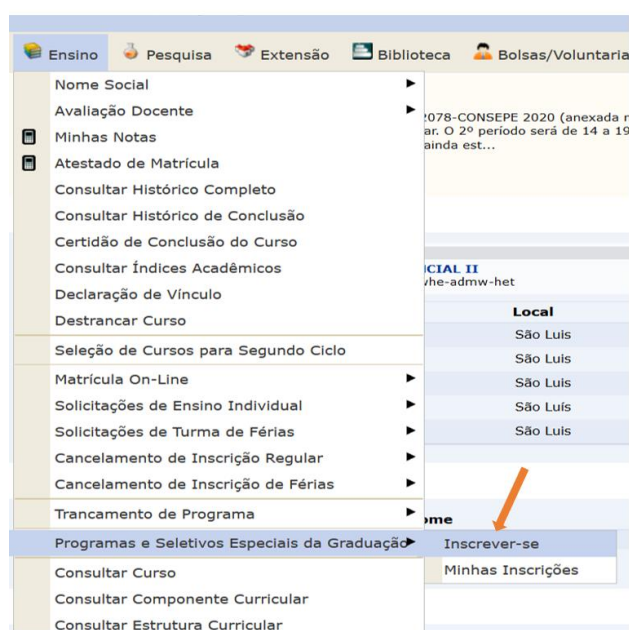 Ensino Pesquisa Extensão Biblioteca Bolsas/Voluntaria
Nome Social
Avaliação Docente
2078-CONSEPE 2020 (anexada n
Minhas Notas
ar. O 2º período será de 14 a 19
ainda est...
Atestado de Matrícula
Consultar Histórico Completo
Consultar Histórico de Conclusão
Certidão de Conclusão do Curso
Consultar Índices Acadêmicos
CIAL II
whe-admw-het
Declaração de Vínculo
Destrancar Curso
Local
São Luis
Seleção de Cursos para Segundo Ciclo
São Luis
Matrícula On-Line
São Luis
Solicitações de Ensino Individual
São Luís
Solicitações de Turma de Férias
São Luis
Cancelamento de Inscrição Regular
Cancelamento de Inscrição de Férias
Trancamento de Programa
ome
Programas e Seletivos Especiais da Graduação
Inscrever-se
Minhas Inscrições
Consultar Curso
Consultar Componente Curricular
Consultar Estrutura Curricular